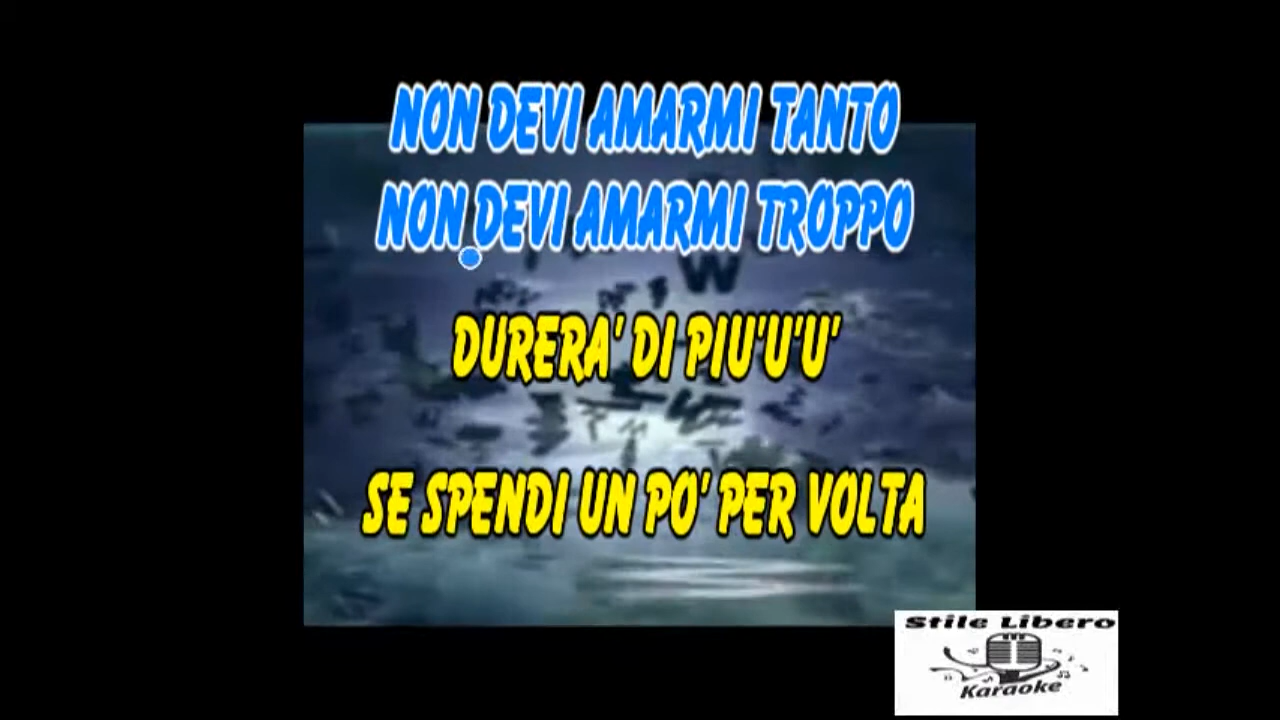 NON DEVI AMARMI TANTO
NON DEVI AMARMI TROPPO
W
DURERA' DI PIU'U'U'
SE SPENDI UN PO' PER VOLTA
Stile Libero
Karaoke